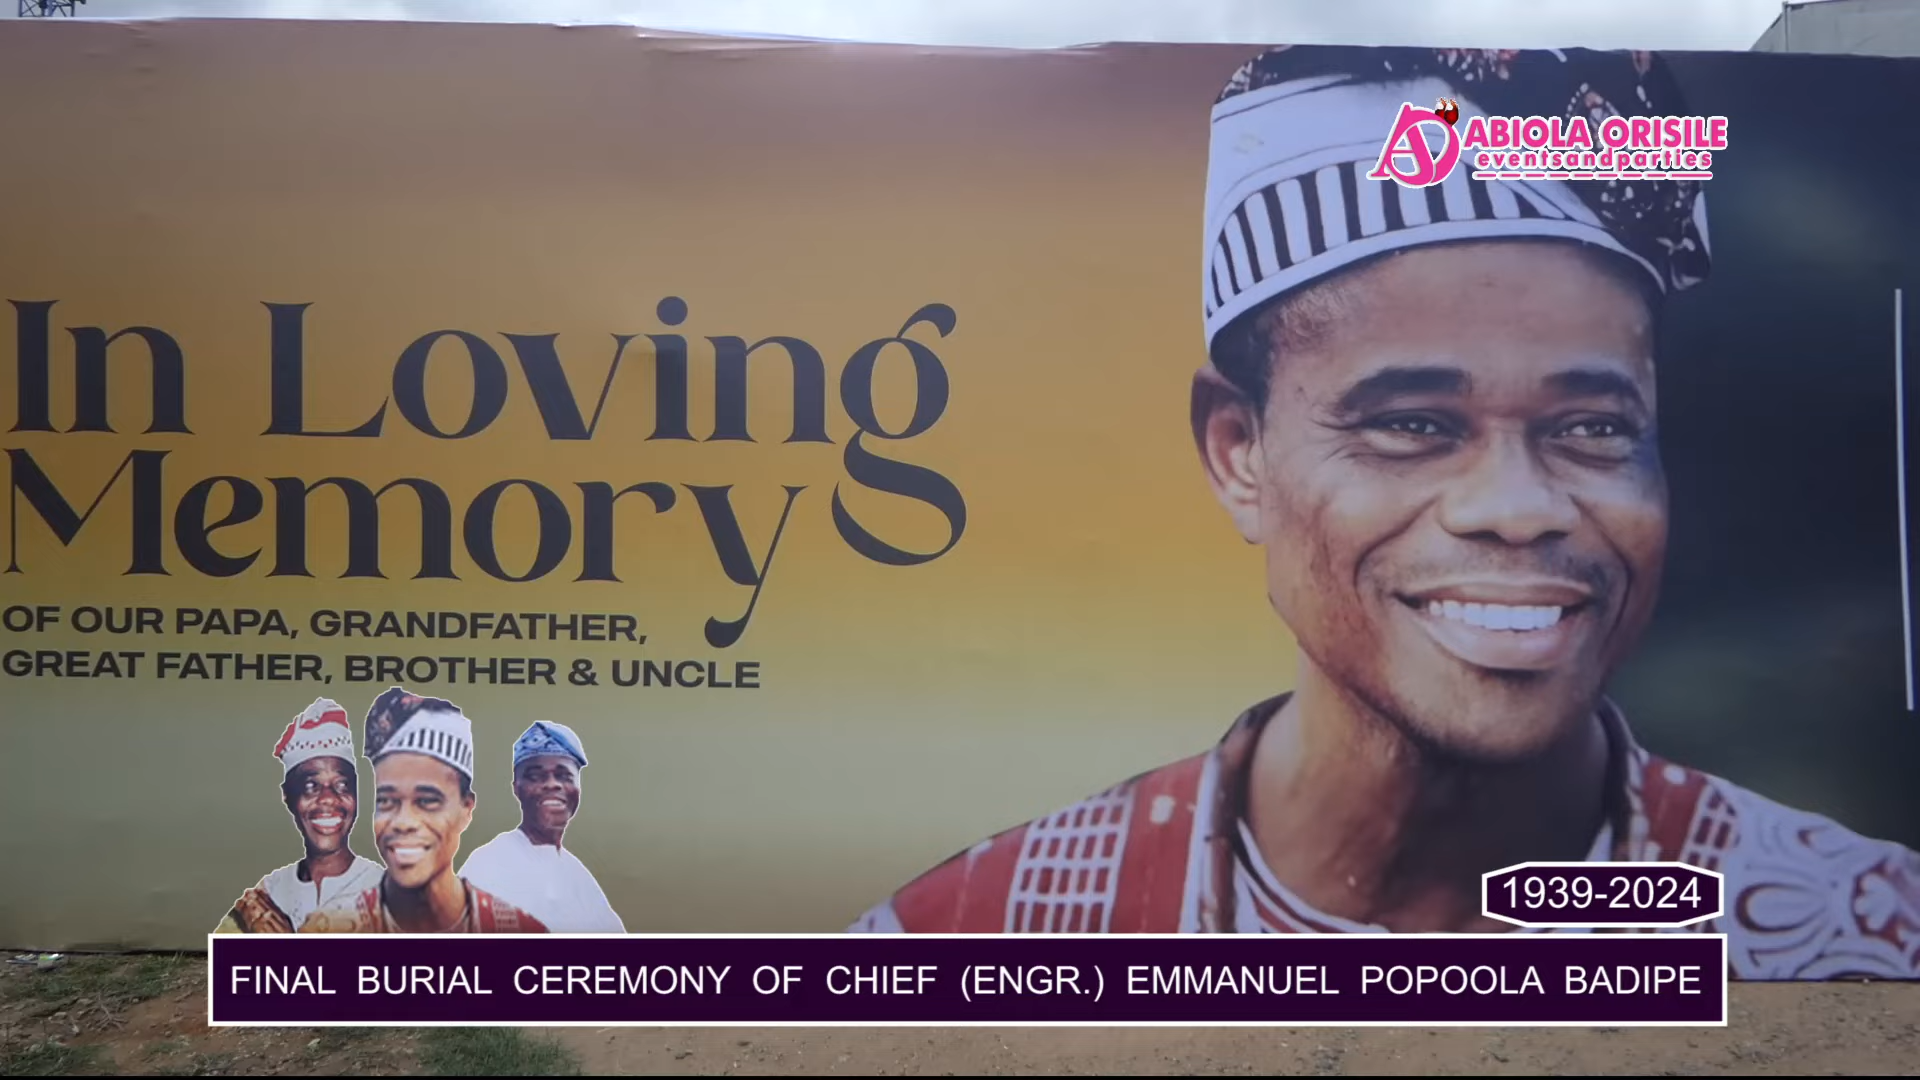 ABIOLA ORISILE
eventsandparties
In Loving
Memory
OF OUR PAPA, GRANDFATHER,
GREAT FATHER, BROTHER & UNCLE
1939-2024
FINAL BURIAL CEREMONY OF CHIEF (ENGR.) EMMANUEL POPOOLA BADIPE